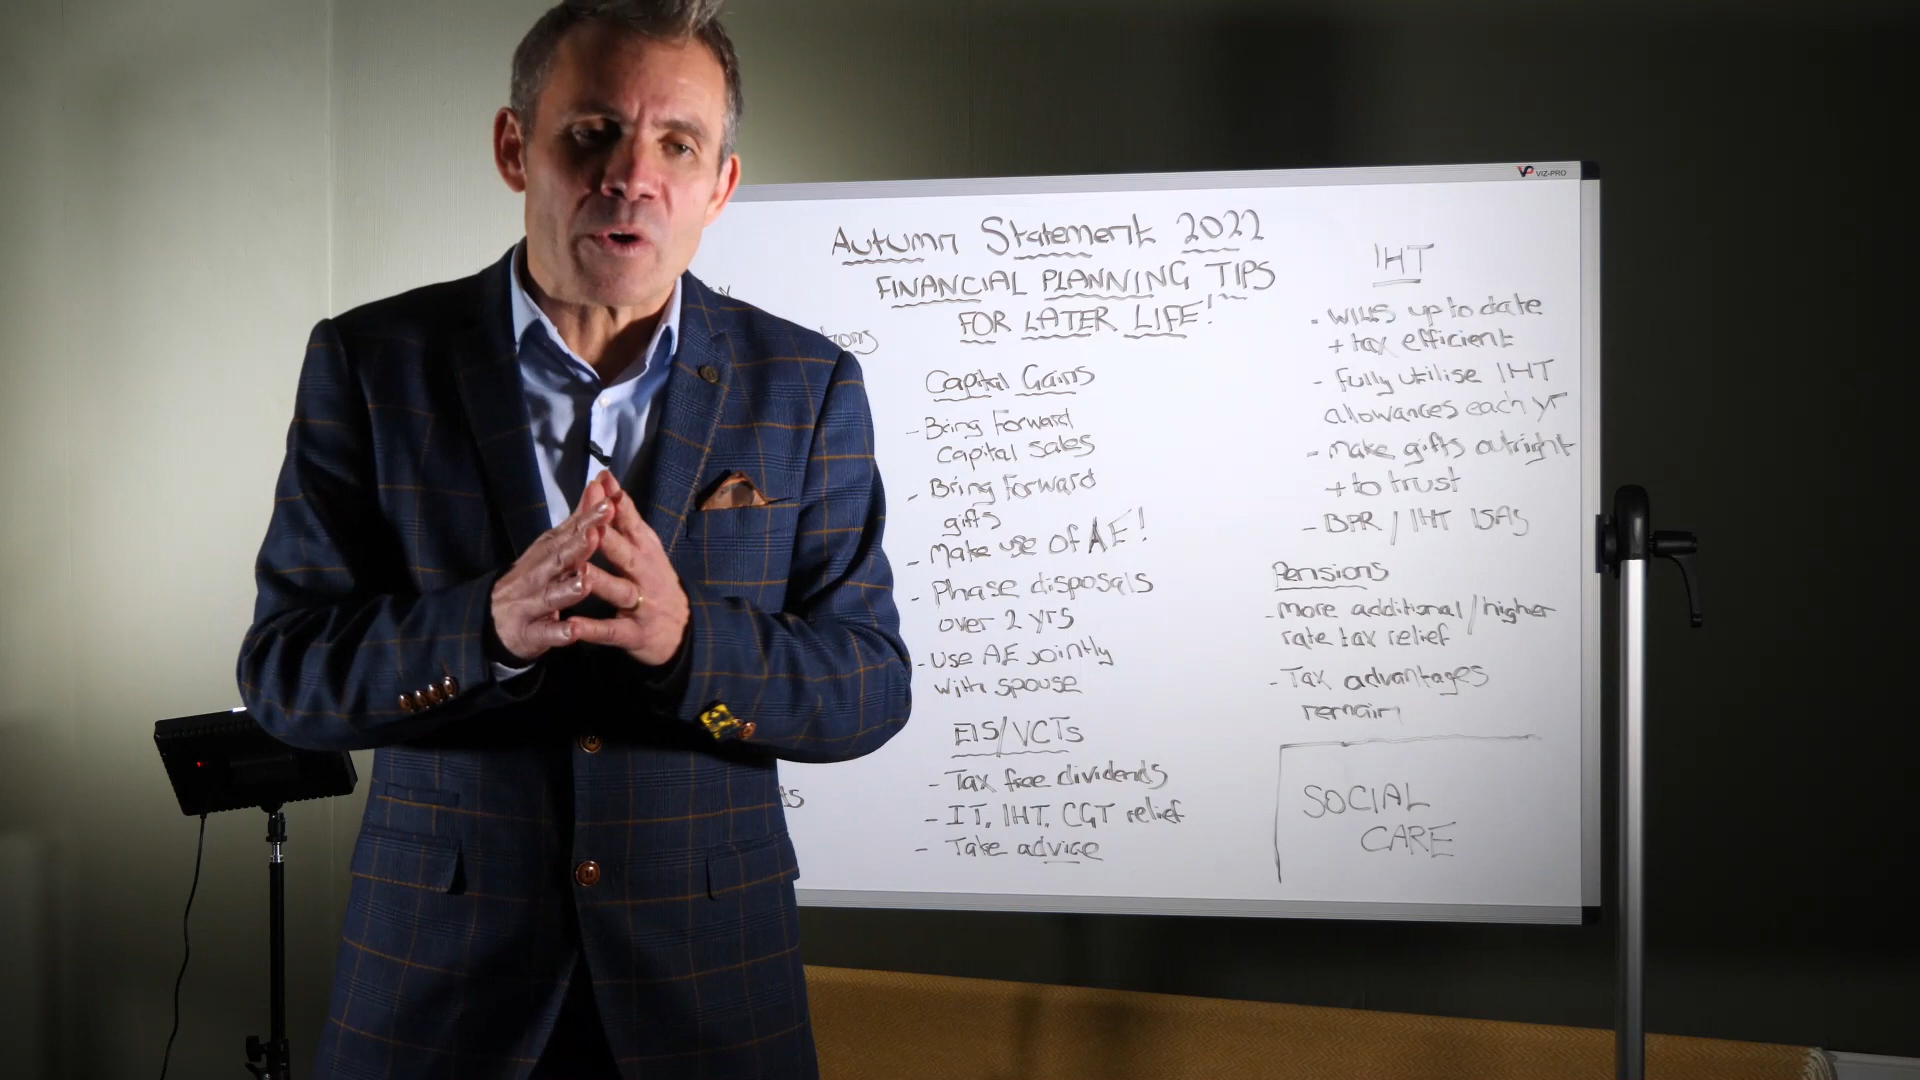 VP VIZ-PRO
Autumn Statement 2022
FINANCIAL PLANNING TIPS
FOR LATER LIFE!
tions
Capital Gains
- Bring Forward
Capital Sales
- Bring Forward
gifts
- Make use of AE!
- Phase disposals
over 2 yrs
- Use AE jointly
with spouse
EIS/VCTs
- Tax free dividends
- IT, IHT, CGT relief
- Take advice
ts
IHT
- Wills up to date
+ tax efficient
- Fully utilise IHT
allowances each yr
- Make gifts outright
+ to trust
- BPR / IHT ISAs
Pensions
- More additional/higher
rate tax relief
- Tax advantages
remain
SOCIAL
CARE